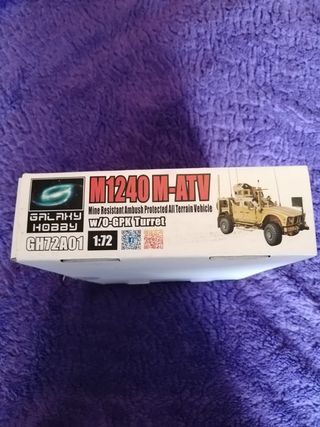 GALAXY
HOBBY
GH72A01
M1240 M-ATV
Mine Resistant Ambush Protected All Terrain Vehicle
w/O-GPK Turret
1:72